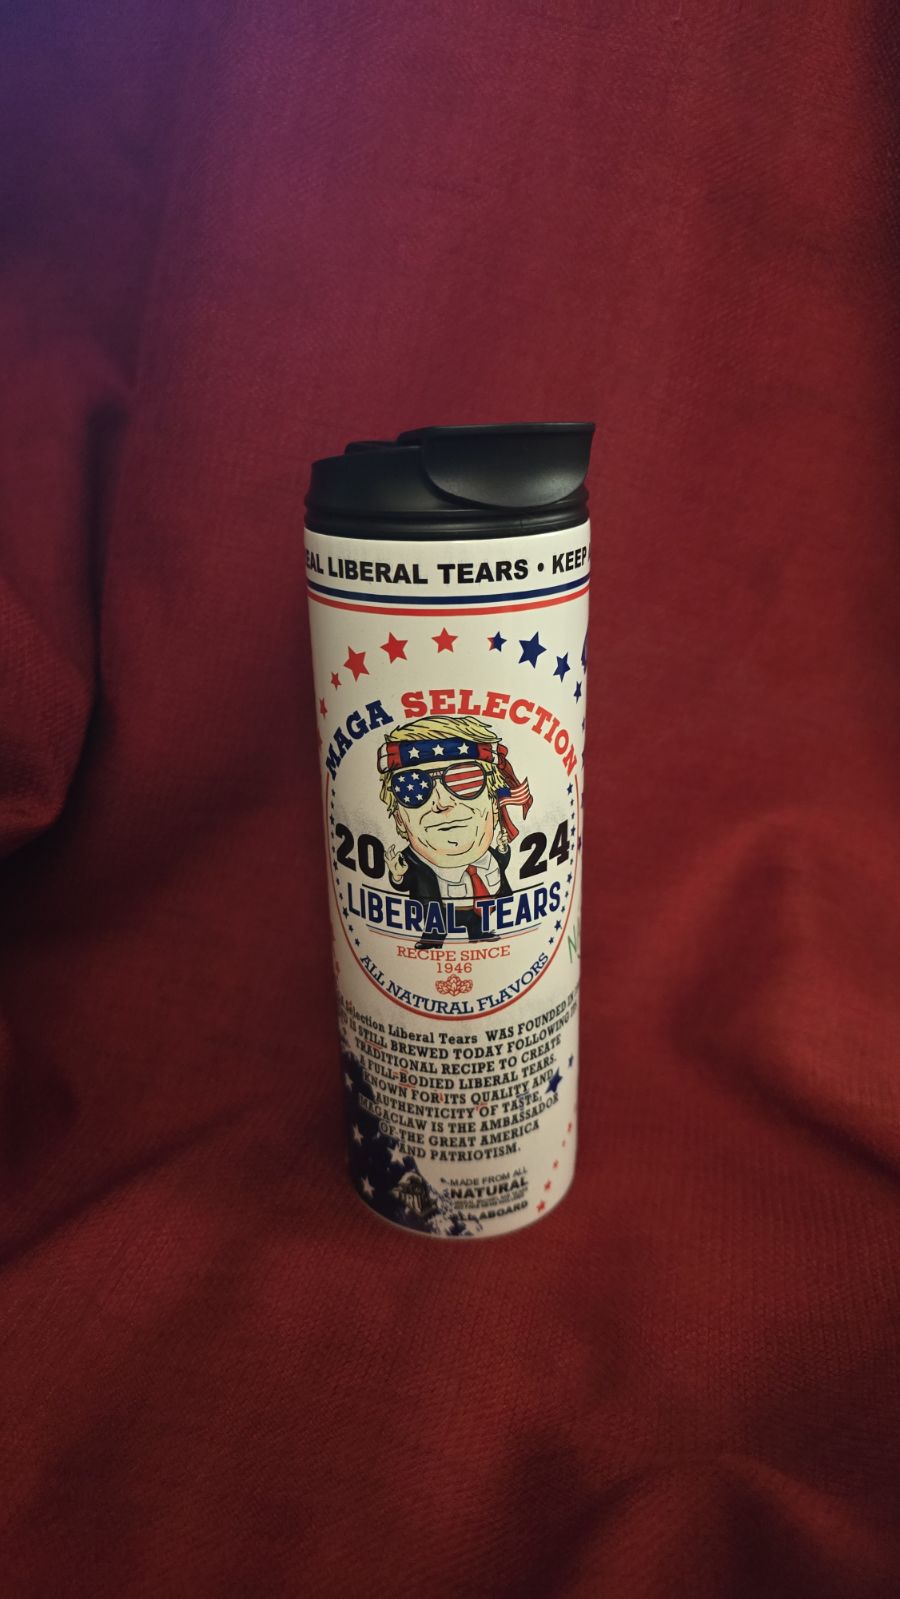 EAL LIBERAL TEARS • KEEP
MAGA SELECTION
2024
LIBERAL TEARS
RECIPE SINCE
1946
ALL NATURAL FLAVORS
Selection Liberal Tears WAS FOUNDED IN
IS STILL BREWED TODAY FOLLOWING
TRADITIONAL RECIPE TO CREATE
A FULL-BODIED LIBERAL TEARS.
KNOWN FOR ITS QUALITY AND
AUTHENTICITY OF TASTE,
MAGACLAW IS THE AMBASSADOR
OF THE GREAT AMERICA
AND PATRIOTISM.
MADE FROM ALL
NATURAL
ABOARD